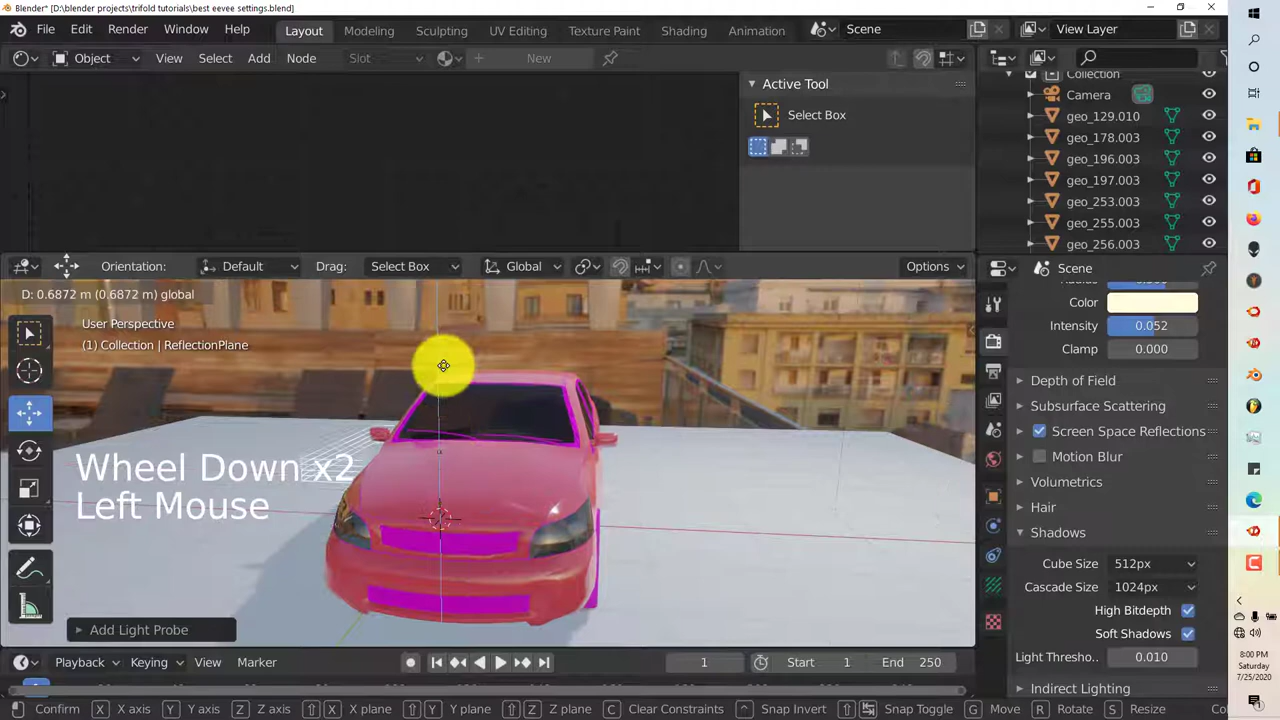 Blender* [D:\blender projects\trifold tutorials\best eevee settings.blend]
File Edit Render Window Help Layout Modeling Sculpting UV Editing Texture Paint Shading Animation Scene View Layer
Object View Select Add Node Slot New
Active Tool
Select Box
Collection
Camera
geo_129.010
geo_178.003
geo_196.003
geo_197.003
geo_253.003
geo_255.003
geo_256.003
Orientation: Default Drag: Select Box Global Options
D: 0.6872 m (0.6872 m) global
User Perspective
(1) Collection | ReflectionPlane
Wheel Down x2
Left Mouse
Add Light Probe
Scene
Color
Intensity 0.052
Clamp 0.000
Depth of Field
Subsurface Scattering
Screen Space Reflections
Motion Blur
Volumetrics
Hair
Shadows
Cube Size 512px
Cascade Size 1024px
High Bitdepth
Soft Shadows
Light Thresho.. 0.010
Indirect Lighting
Playback Keying View Marker 1 Start 1 End 250
Confirm X X axis Y Y axis Z Z axis X X plane Y Y plane Z Z plane C Clear Constraints Snap Invert Snap Toggle G Move R Rotate S Resize
8:00 PM
Saturday
7/25/2020